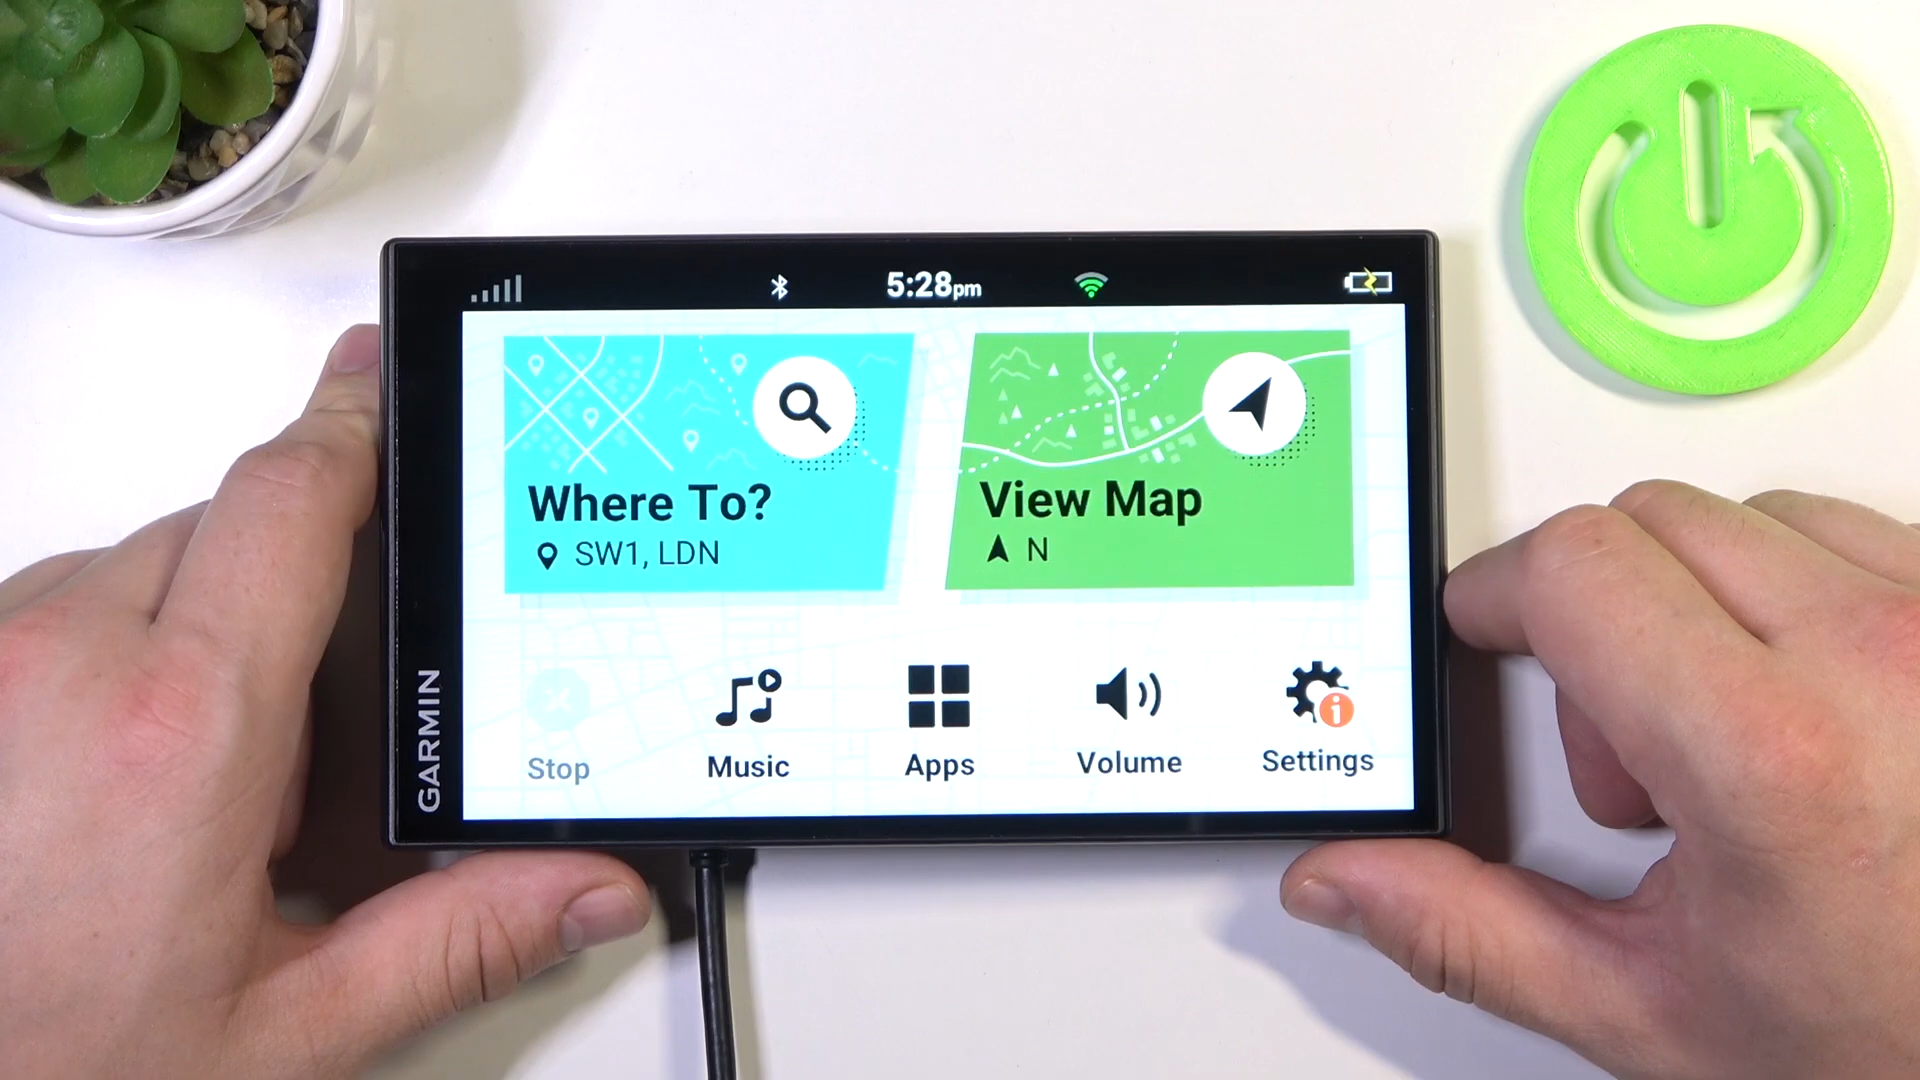 5:28pm
Where To?
SW1, LDN
View Map
N
Stop
Music
Apps
Volume
Settings
GARMIN